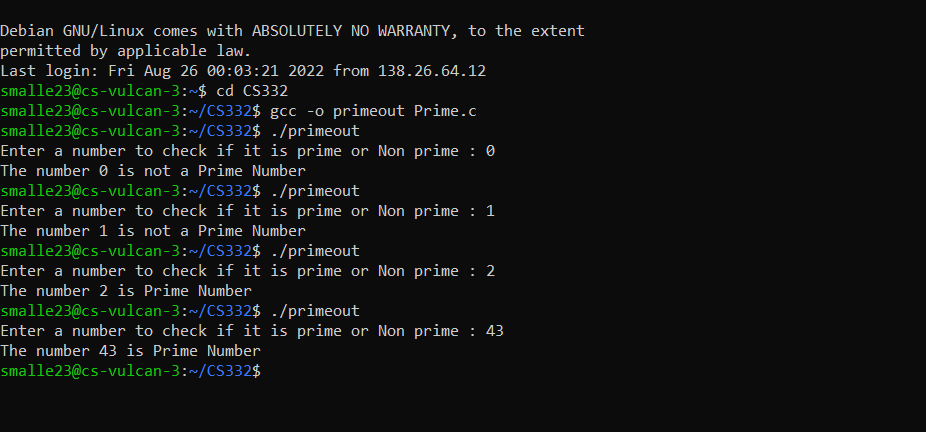 Debian GNU/Linux comes with ABSOLUTELY NO WARRANTY, to the extent
permitted by applicable law.
Last login: Fri Aug 26 00:03:21 2022 from 138.26.64.12
smalle23@cs-vulcan-3:~$ cd CS332
smalle23@cs-vulcan-3:~/CS332$ gcc -o primeout Prime.c
smalle23@cs-vulcan-3:~/CS332$ ./primeout
Enter a number to check if it is prime or Non prime : 0
The number 0 is not a Prime Number
smalle23@cs-vulcan-3:~/CS332$ ./primeout
Enter a number to check if it is prime or Non prime : 1
The number 1 is not a Prime Number
smalle23@cs-vulcan-3:~/CS332$ ./primeout
Enter a number to check if it is prime or Non prime : 2
The number 2 is Prime Number
smalle23@cs-vulcan-3:~/CS332$ ./primeout
Enter a number to check if it is prime or Non prime : 43
The number 43 is Prime Number
smalle23@cs-vulcan-3:~/CS332$